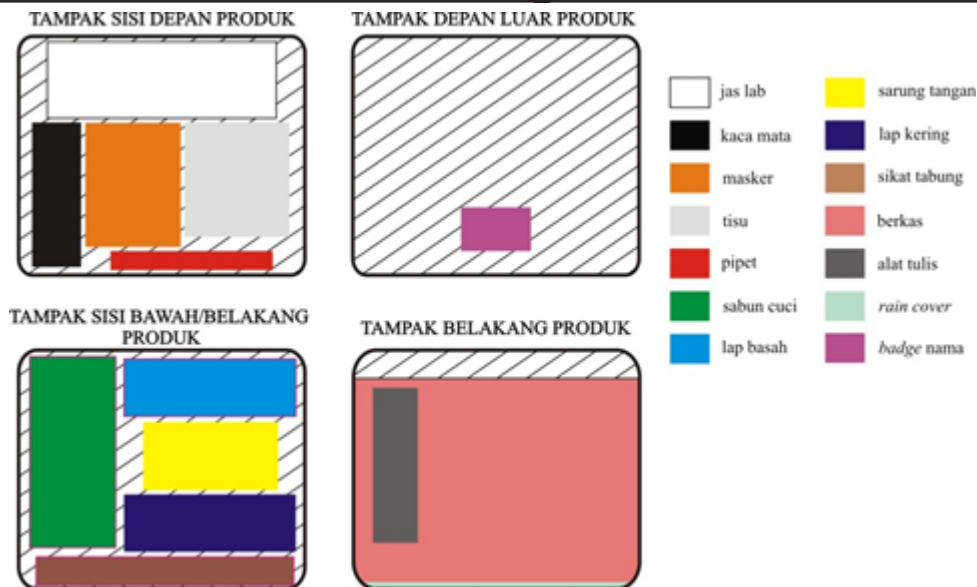 TAMPAK SISI DEPAN PRODUK
TAMPAK DEPAN LUAR PRODUK
jas lab
kaca mata
masker
tisu
pipet
sabun cuci
lap basah
sarung tangan
lap kering
sikat tabung
berkas
alat tulis
rain cover
badge nama
TAMPAK SISI BAWAH/BELAKANG
PRODUK
TAMPAK BELAKANG PRODUK